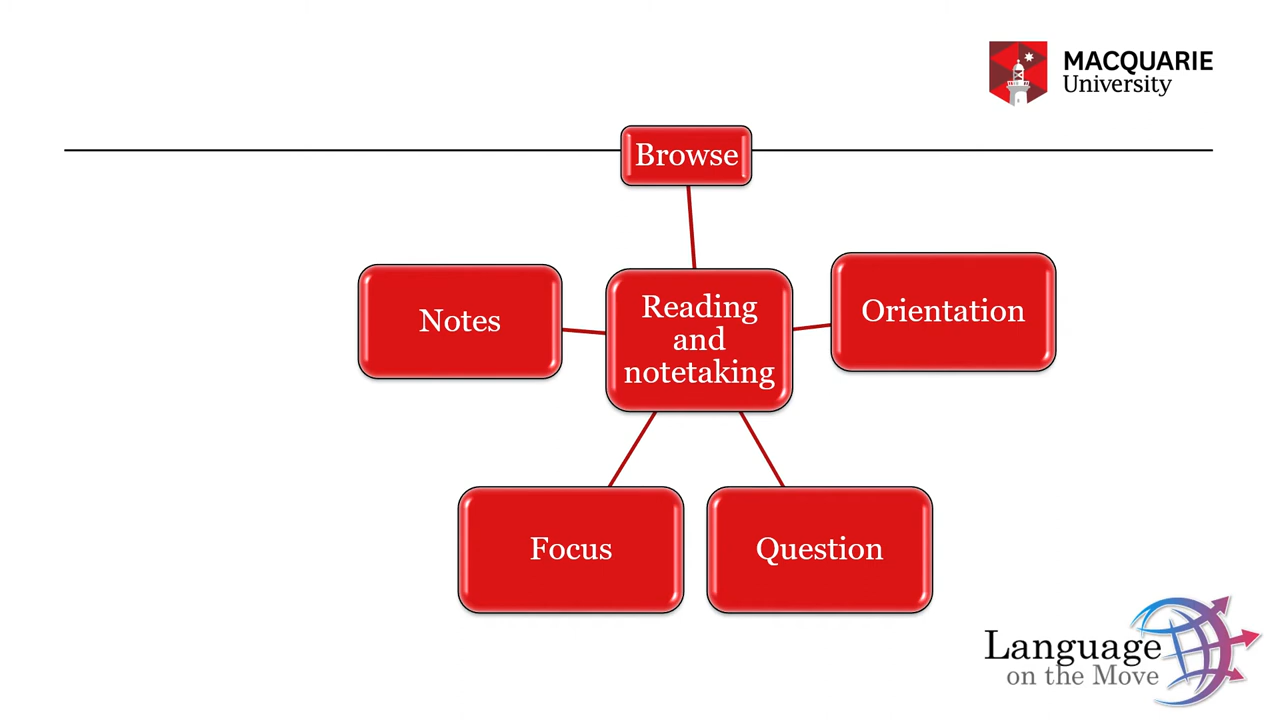 MACQUARIE
University
Browse
Notes
Reading
and
notetaking
Orientation
Focus
Question
Language
on the Move